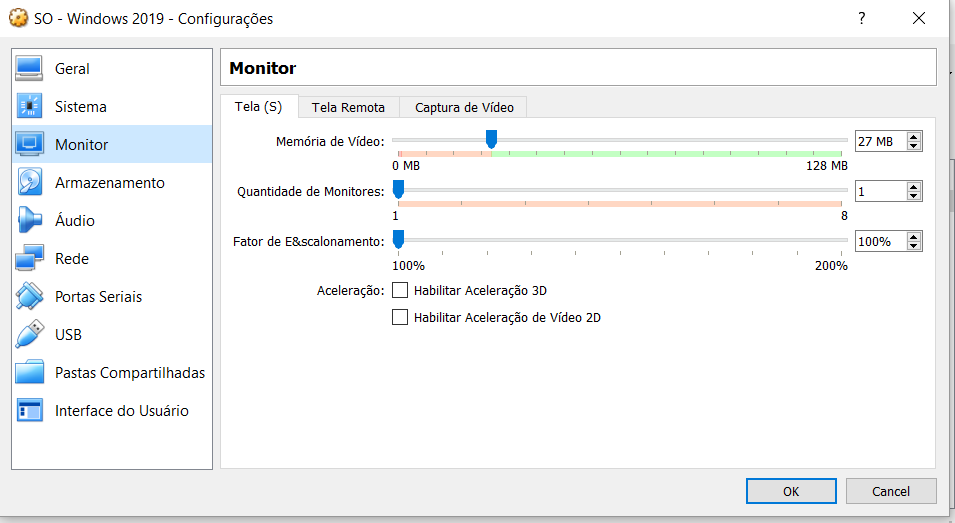 SO - Windows 2019 - Configurações
?
Geral
Sistema
Monitor
Armazenamento
Áudio
Rede
Portas Seriais
USB
Pastas Compartilhadas
Interface do Usuário
Monitor
Tela (S) Tela Remota Captura de Vídeo
Memória de Vídeo: 27 MB
0 MB 128 MB
Quantidade de Monitores: 1
1 8
Fator de E&scalonamento: 100%
100% 200%
Aceleração: Habilitar Aceleração 3D
Habilitar Aceleração de Vídeo 2D
OK Cancel